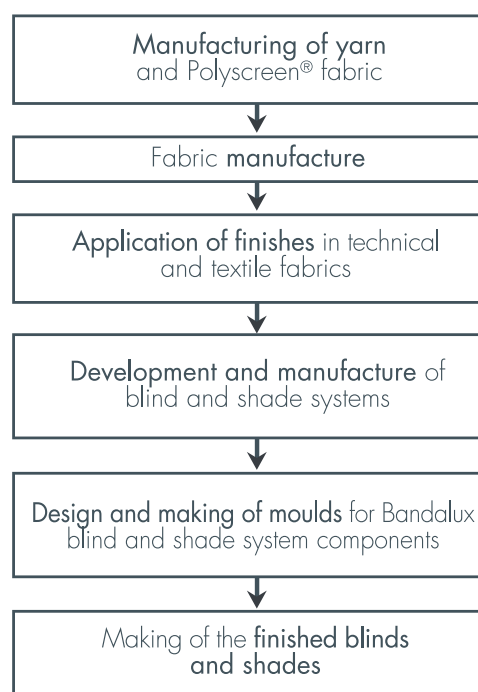 Manufacturing of yarn
and Polyscreen® fabric
Fabric manufacture
Application of finishes in technical
and textile fabrics
Development and manufacture of
blind and shade systems
Design and making of moulds for Bandalux
blind and shade system components
Making of the finished blinds
and shades